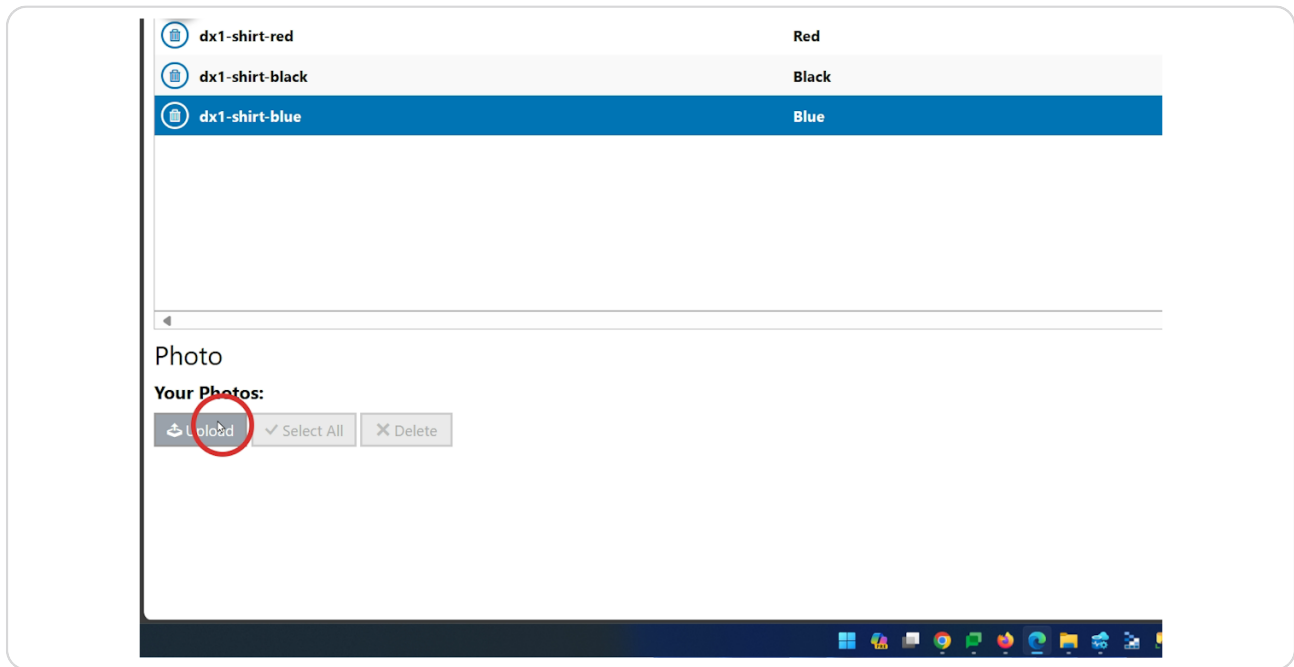 dx1-shirt-red Red
dx1-shirt-black Black
dx1-shirt-blue Blue
Photo
Your Photos:
Upload Select All Delete